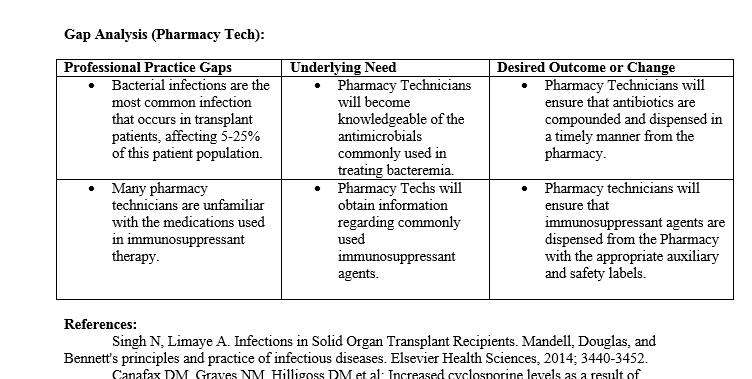 Gap Analysis (Pharmacy Tech):
Professional Practice Gaps
Underlying Need
Desired Outcome or Change
• Bacterial infections are the
most common infection
that occurs in transplant
patients, affecting 5-25%
of this patient population.
• Pharmacy Technicians
will become
knowledgeable of the
antimicrobials
commonly used in
treating bacteremia.
• Pharmacy Technicians will
ensure that antibiotics are
compounded and dispensed in
a timely manner from the
pharmacy.
• Many pharmacy
technicians are unfamiliar
with the medications used
in immunosuppressant
therapy.
• Pharmacy Techs will
obtain information
regarding commonly
used
immunosuppressant
agents.
• Pharmacy technicians will
ensure that
immunosuppressant agents are
dispensed from the Pharmacy
with the appropriate auxiliary
and safety labels.
References:
Singh N, Limaye A. Infections in Solid Organ Transplant Recipients. Mandell, Douglas, and
Bennett's principles and practice of infectious diseases. Elsevier Health Sciences, 2014; 3440-3452.
Canafax DM, Graves NM, Hilligoss DM et al: Increased cyclosporine levels as a result of